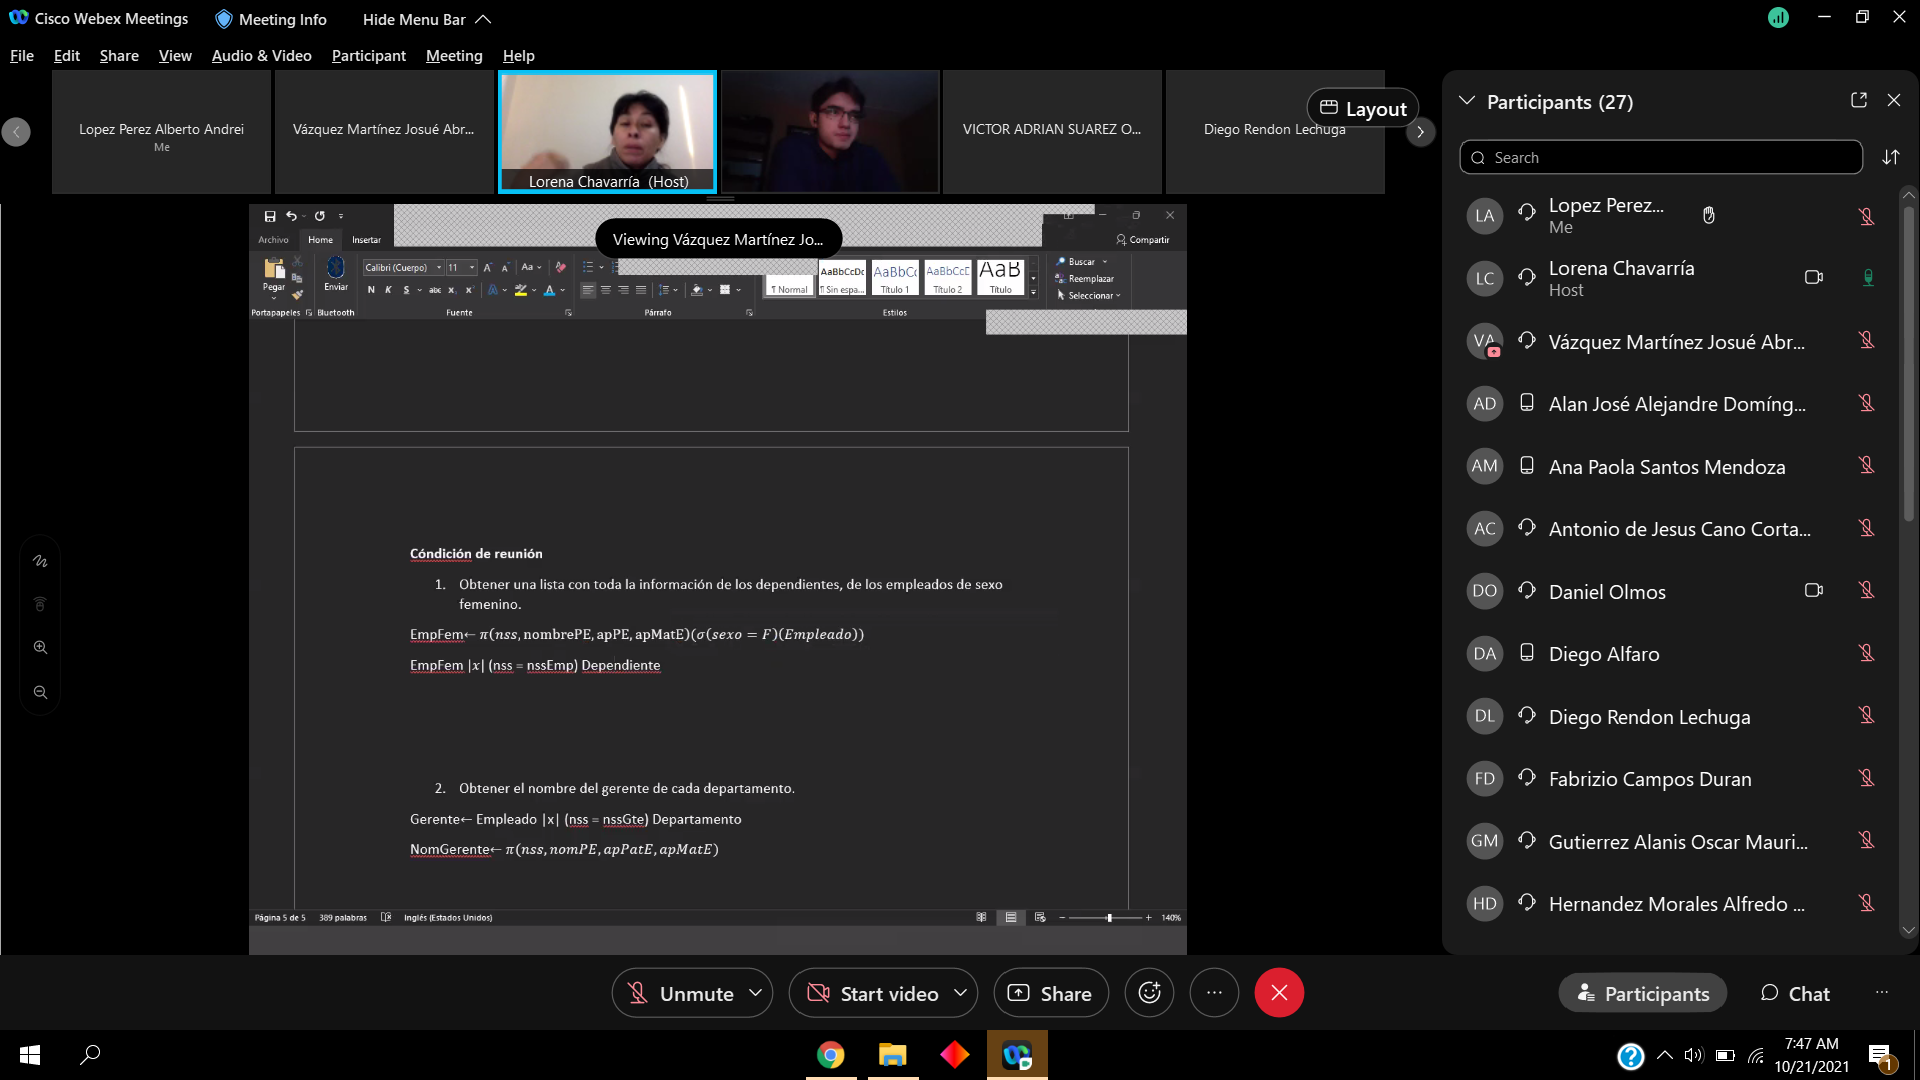 Cisco Webex Meetings
Meeting Info
Hide Menu Bar
File
Edit
Share
View
Audio & Video
Participant
Meeting
Help
Lopez Perez Alberto Andrei
Me
Vázquez Martínez Josué Abr...
Lorena Chavarría (Host)
VICTOR ADRIAN SUAREZ O...
Diego Rendon Lechuga
Layout
Viewing Vázquez Martínez Jo...
Archivo
Home
Insertar
Compartir
Pegar
Enviar
Calibri (Cuerpo)
11
Aa
N K S abc x₂ x²
AaBbCcDc
AaBbCc
AaBbCcE
AaB
¶ Normal
¶ Sin espa...
Título 1
Título 2
Título
Buscar
Reemplazar
Seleccionar
Portapapeles
Bluetooth
Fuente
Párrafo
Estilos
Cóndición de reunión
1. Obtener una lista con toda la información de los dependientes, de los empleados de sexo
femenino.
EmpFem← π(nss, nombrePE, apPE, apMatE)(σ(sexo = F)(Empleado))
EmpFem |x| (nss = nssEmp) Dependiente
2. Obtener el nombre del gerente de cada departamento.
Gerente← Empleado |x| (nss = nssGte) Departamento
NomGerente← π(nss, nomPE, apPatE, apMatE)
Página 5 de 5
389 palabras
Inglés (Estados Unidos)
140%
Participants (27)
Search
LA
Lopez Perez...
Me
LC
Lorena Chavarría
Host
VA
Vázquez Martínez Josué Abr...
AD
Alan José Alejandre Domíng...
AM
Ana Paola Santos Mendoza
AC
Antonio de Jesus Cano Corta...
DO
Daniel Olmos
DA
Diego Alfaro
DL
Diego Rendon Lechuga
FD
Fabrizio Campos Duran
GM
Gutierrez Alanis Oscar Mauri...
HD
Hernandez Morales Alfredo ...
Unmute
Start video
Share
Participants
Chat
7:47 AM
10/21/2021
1